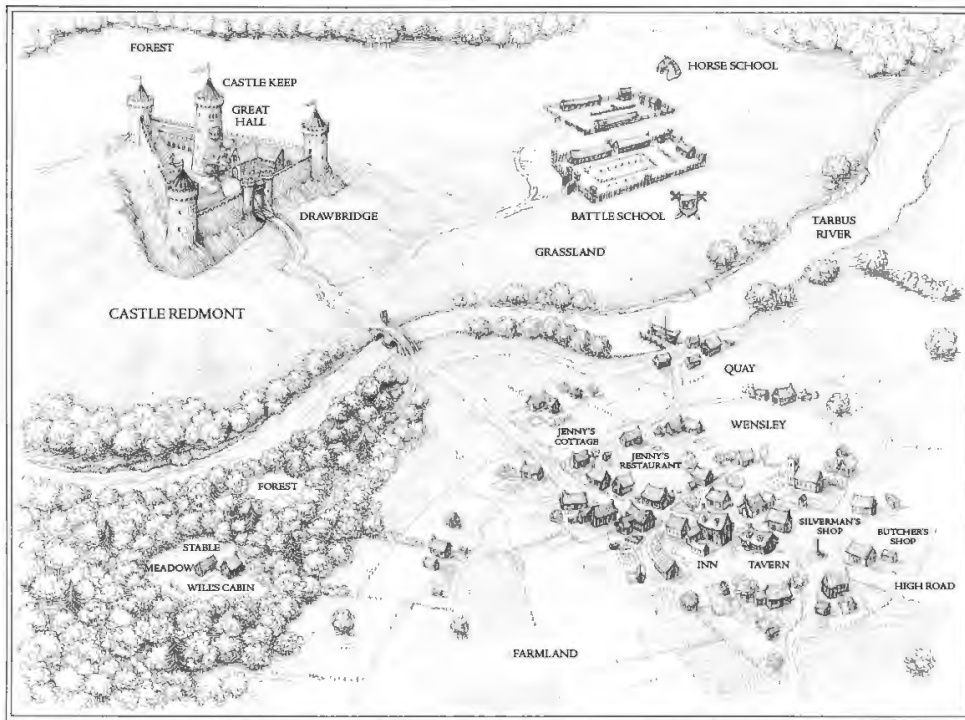 FOREST
HORSE SCHOOL
CASTLE KEEP
GREAT
HALL
DRAWBRIDGE
BATTLE SCHOOL
TARBUS
RIVER
GRASSLAND
CASTLE REDMONT
QUAY
WENSLEY
JENNY'S
COTTAGE
JENNY'S
RESTAURANT
FOREST
SILVERMAN'S
SHOP
BUTCHER'S
SHOP
STABLE
MEADOW
INN
TAVERN
WILL'S CABIN
HIGH ROAD
FARMLAND